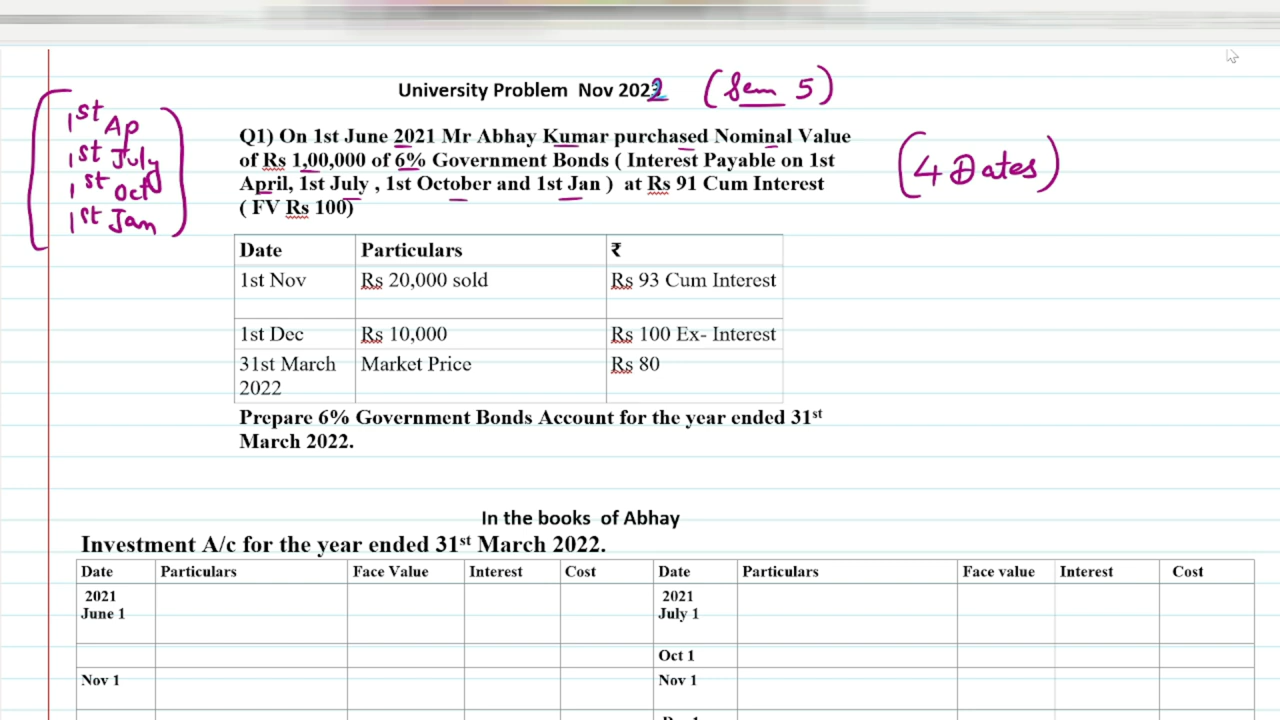 University Problem Nov 2022 (Sem 5)
1st Ap
1st July
1st Oct
1st Jan
Q1) On 1st June 2021 Mr Abhay Kumar purchased Nominal Value
of Rs 1,00,000 of 6% Government Bonds ( Interest Payable on 1st
April, 1st July , 1st October and 1st Jan ) at Rs 91 Cum Interest
( FV Rs 100)
(4 Dates)
Date Particulars ₹
1st Nov Rs 20,000 sold Rs 93 Cum Interest
1st Dec Rs 10,000 Rs 100 Ex- Interest
31st March Market Price Rs 80
2022
Prepare 6% Government Bonds Account for the year ended 31st
March 2022.
In the books of Abhay
Investment A/c for the year ended 31st March 2022.
Date Particulars Face Value Interest Cost Date Particulars Face value Interest Cost
2021 2021
June 1 July 1
Oct 1
Nov 1 Nov 1